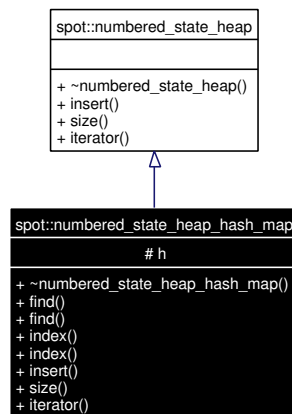 spot::numbered_state_heap
+ ~numbered_state_heap()
+ insert()
+ size()
+ iterator()
spot::numbered_state_heap_hash_map
# h
+ ~numbered_state_heap_hash_map()
+ find()
+ find()
+ index()
+ index()
+ insert()
+ size()
+ iterator()